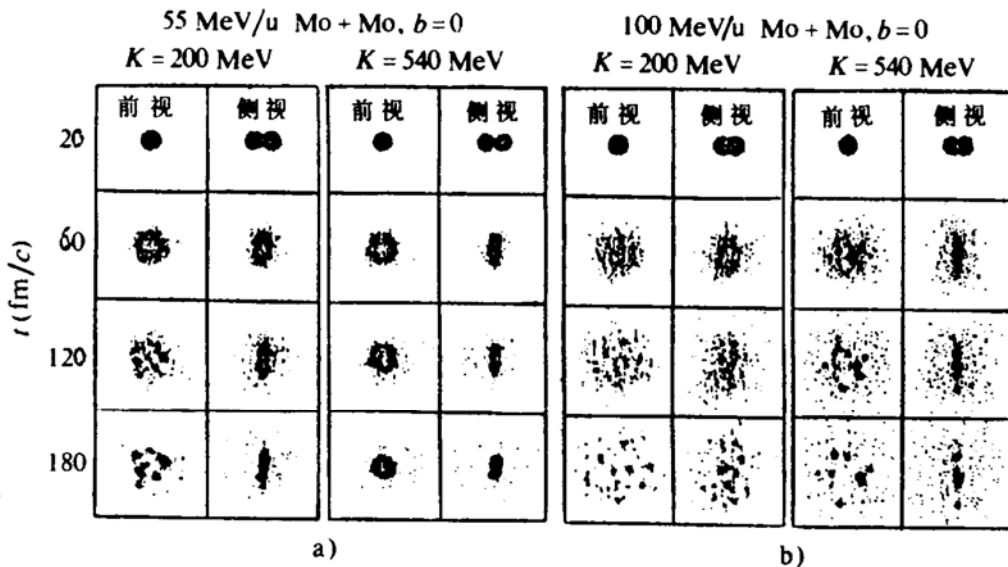 55 MeV/u Mo + Mo, b = 0
K = 200 MeV K = 540 MeV
100 MeV/u Mo + Mo, b = 0
K = 200 MeV K = 540 MeV
前视 侧视 前视 侧视 前视 侧视 前视 侧视
20
60
120
180
t (fm/c)
a)
b)